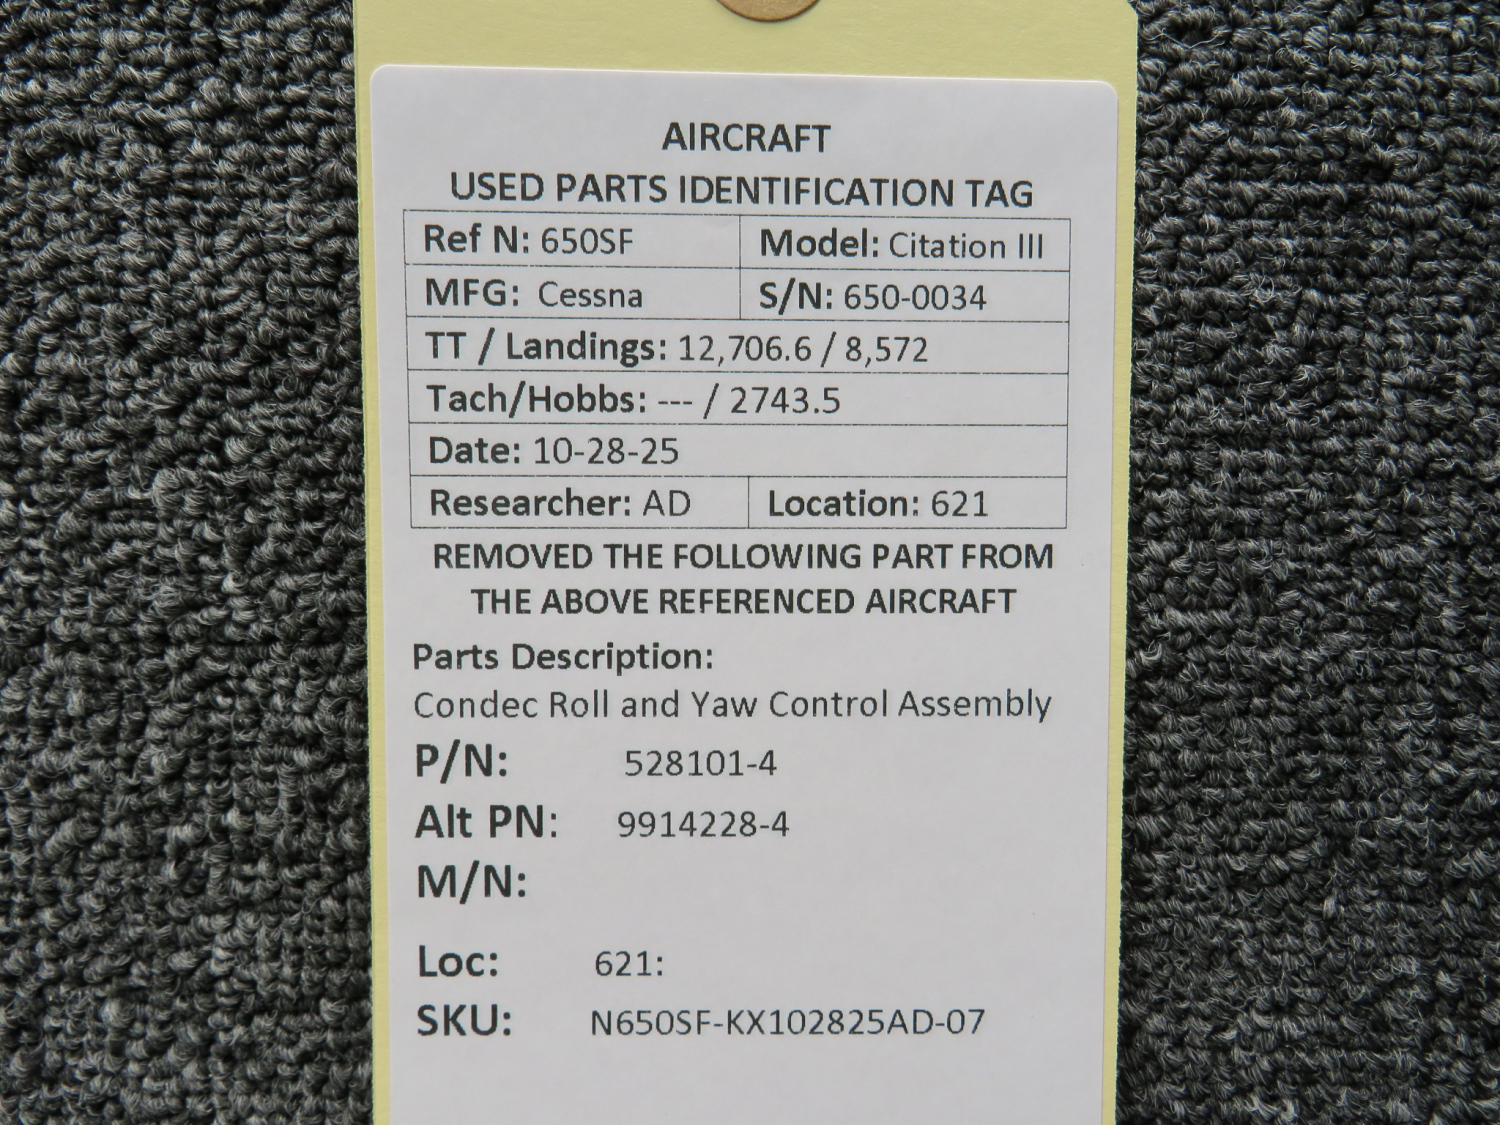 AIRCRAFT
USED PARTS IDENTIFICATION TAG
Ref N: 650SF Model: Citation III
MFG: Cessna S/N: 650-0034
TT / Landings: 12,706.6 / 8,572
Tach/Hobbs: --- / 2743.5
Date: 10-28-25
Researcher: AD Location: 621
REMOVED THE FOLLOWING PART FROM
THE ABOVE REFERENCED AIRCRAFT
Parts Description:
Condec Roll and Yaw Control Assembly
P/N: 528101-4
Alt PN: 9914228-4
M/N:
Loc: 621:
SKU: N650SF-KX102825AD-07